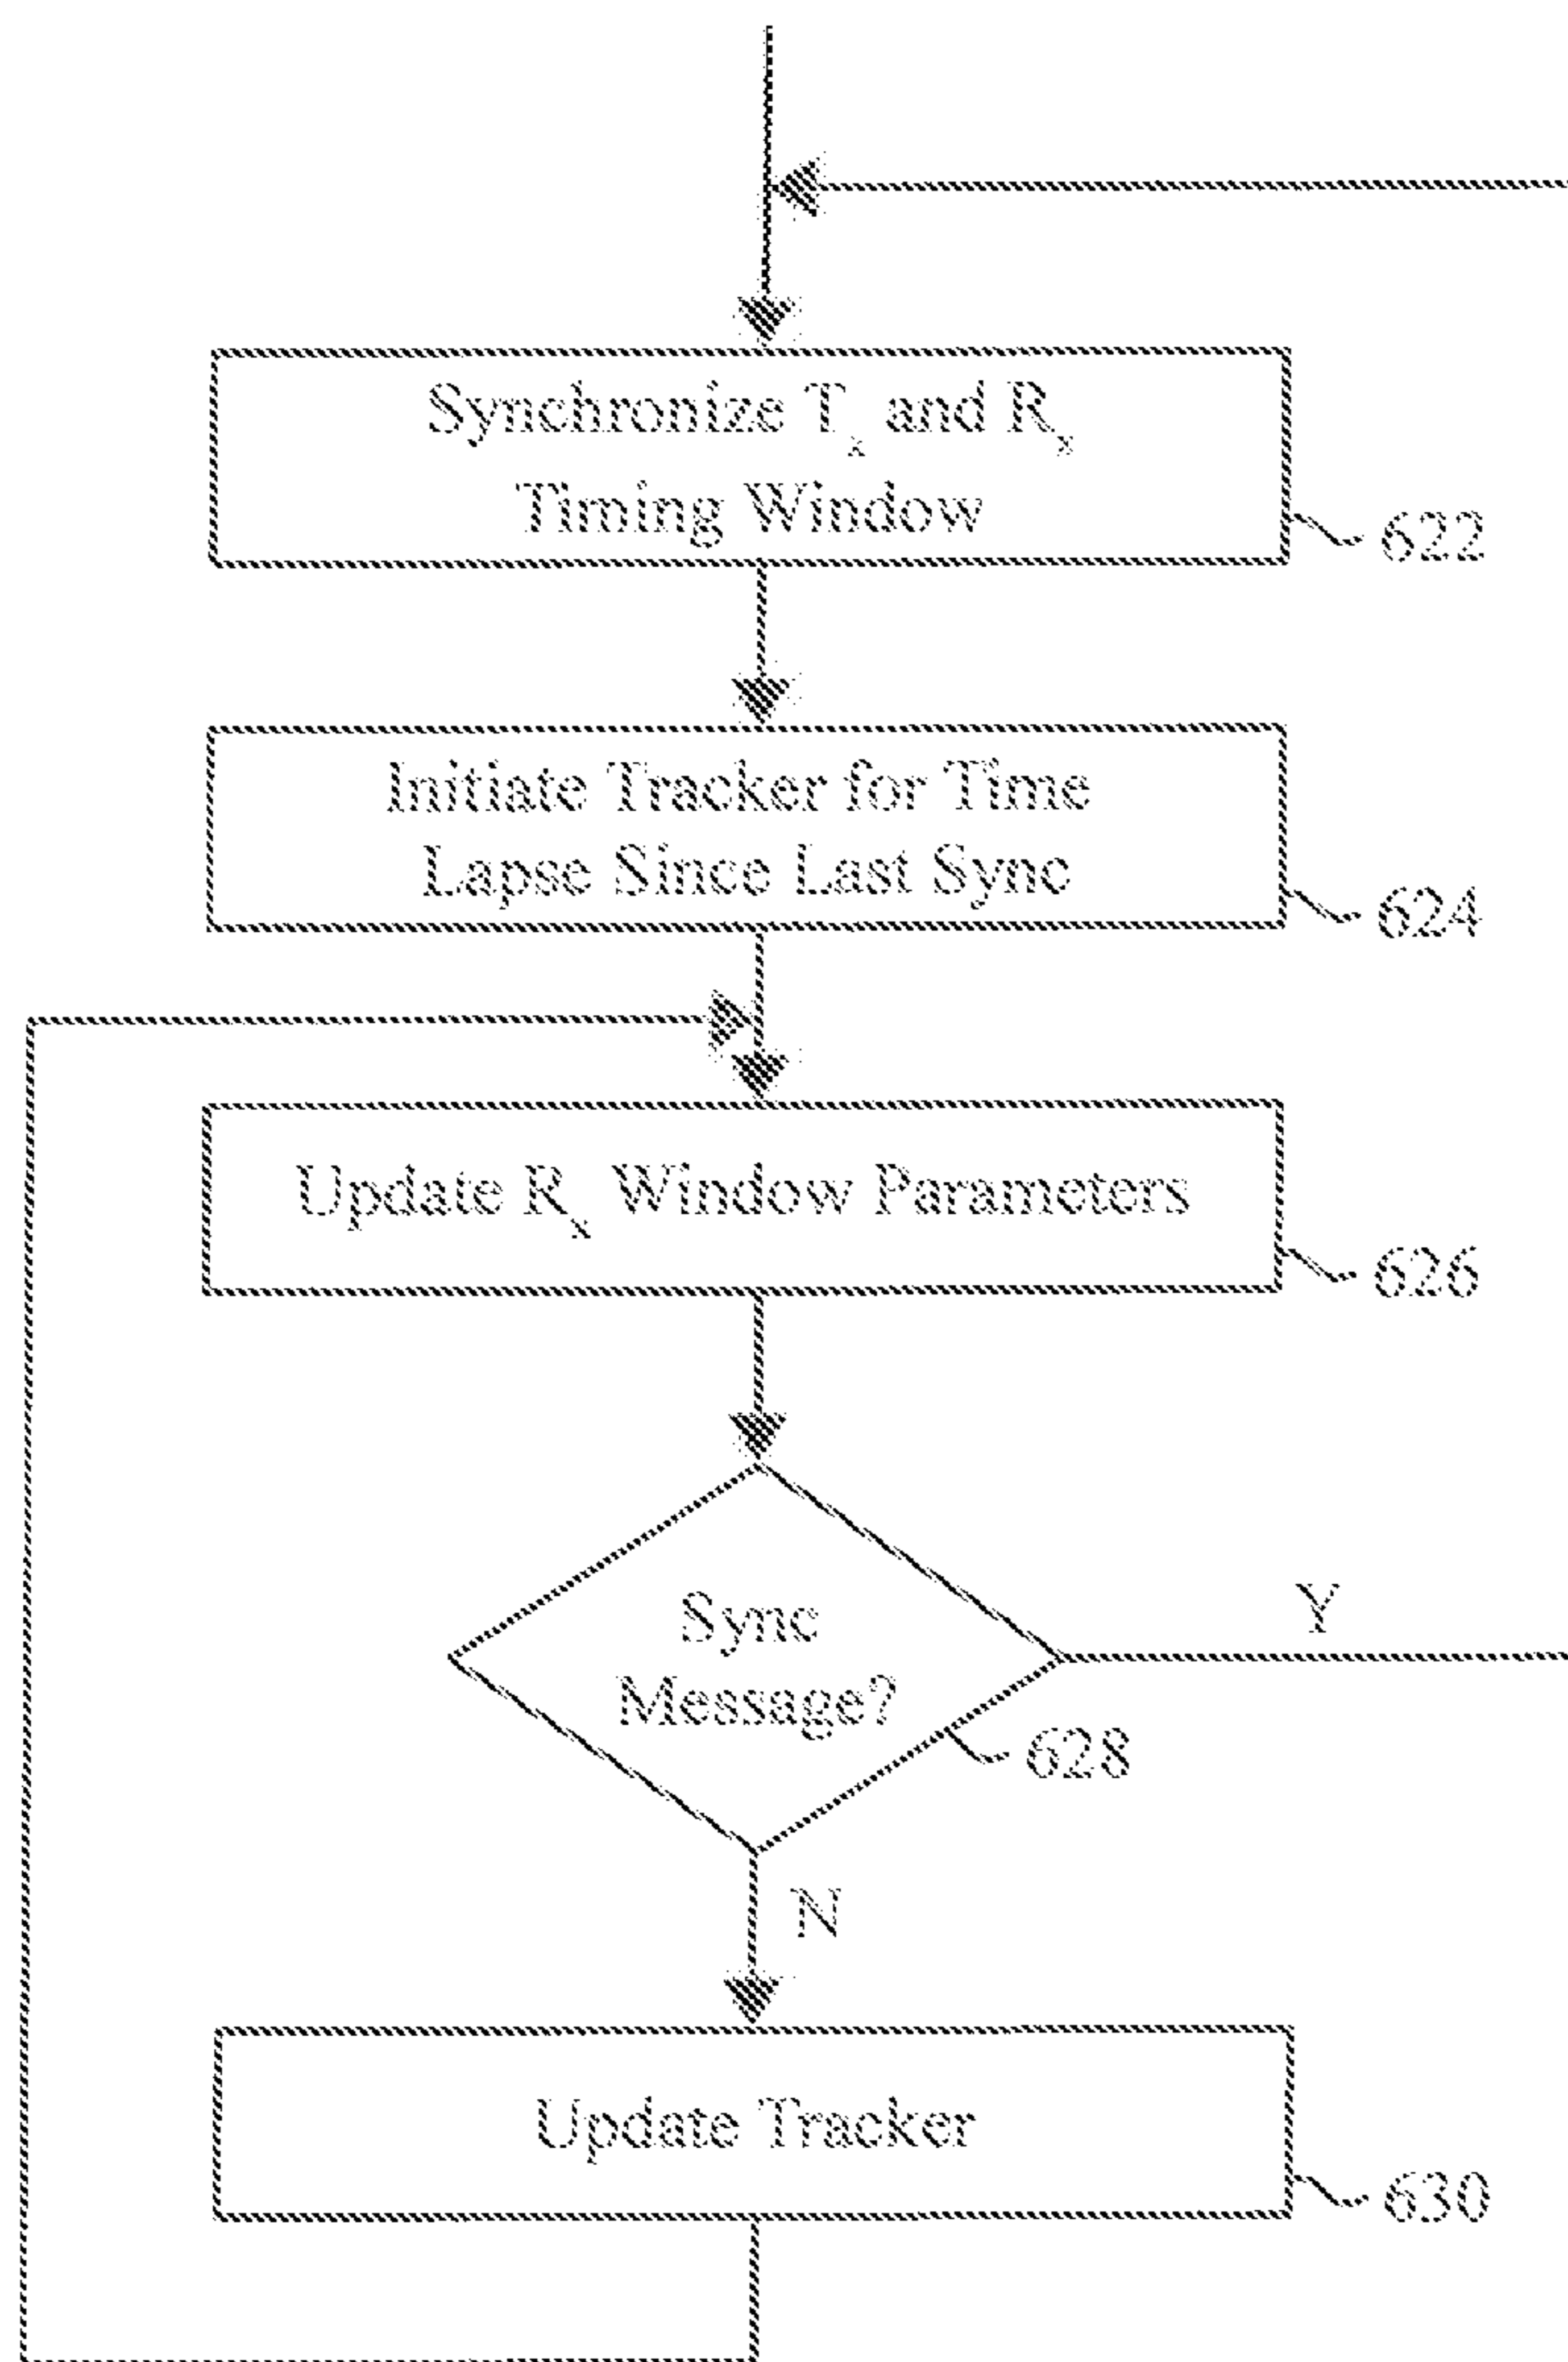 Synchronize Tx and Rx
Timing Window
622
Initiate Tracker for Time
Lapse Since Last Sync
624
Update Rx Window Parameters
626
Sync
Message?
Y
628
N
Update Tracker
630